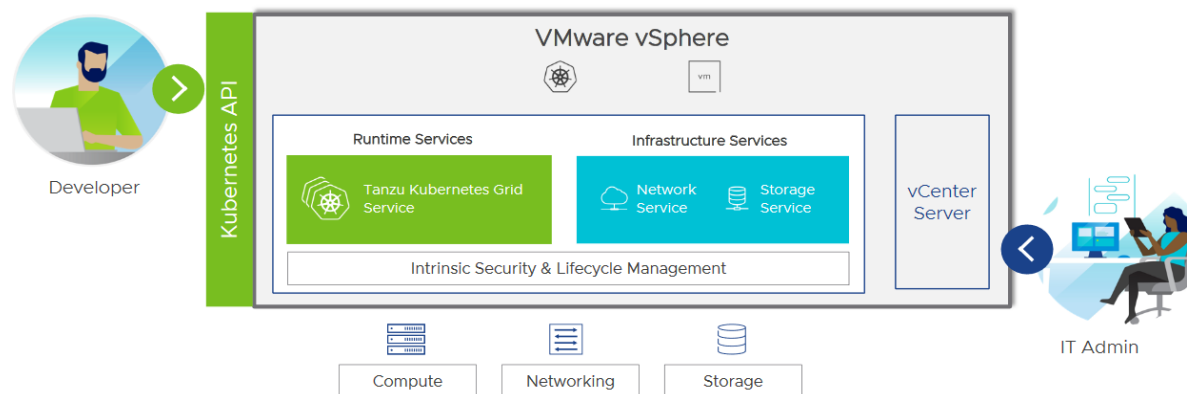 VMware vSphere
vm
Developer
Kubernetes API
Runtime Services
Infrastructure Services
Tanzu Kubernetes Grid
Service
Network
Service
Storage
Service
Intrinsic Security & Lifecycle Management
vCenter
Server
IT Admin
Compute
Networking
Storage